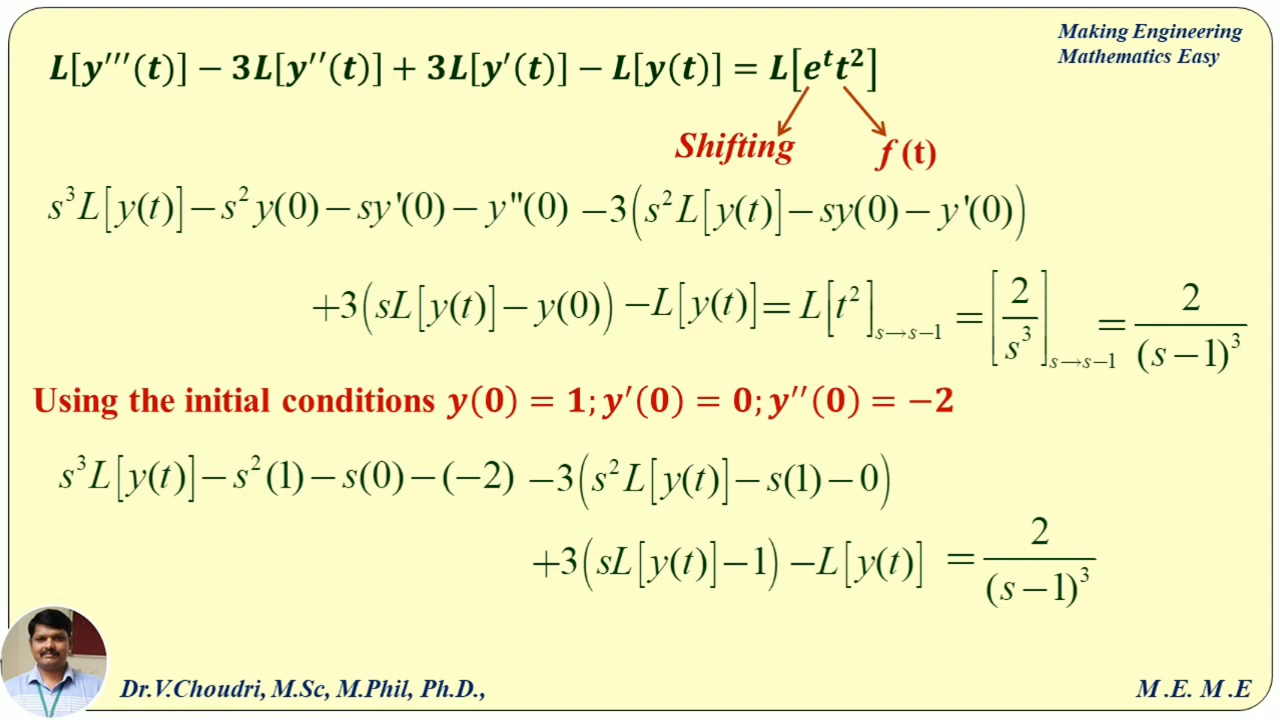 Making Engineering
Mathematics Easy
L[y′′′(t)] − 3L[y′′(t)] + 3L[y′(t)] − L[y(t)] = L[eᵗt²]
Shifting f (t)
s³L[y(t)] − s²y(0) − sy'(0) − y"(0) −3(s²L[y(t)] − sy(0) − y'(0))
+3(sL[y(t)] − y(0)) −L[y(t)] = L[t²]ₛ→ₛ₋₁ = [2/s³]ₛ→ₛ₋₁ = 2/(s−1)³
Using the initial conditions y(0) = 1; y′(0) = 0; y′′(0) = −2
s³L[y(t)] − s²(1) − s(0) − (−2) −3(s²L[y(t)] − s(1) − 0)
+3(sL[y(t)] −1) −L[y(t)] = 2/(s−1)³
Dr.V.Choudri, M.Sc, M.Phil, Ph.D., M .E. M .E